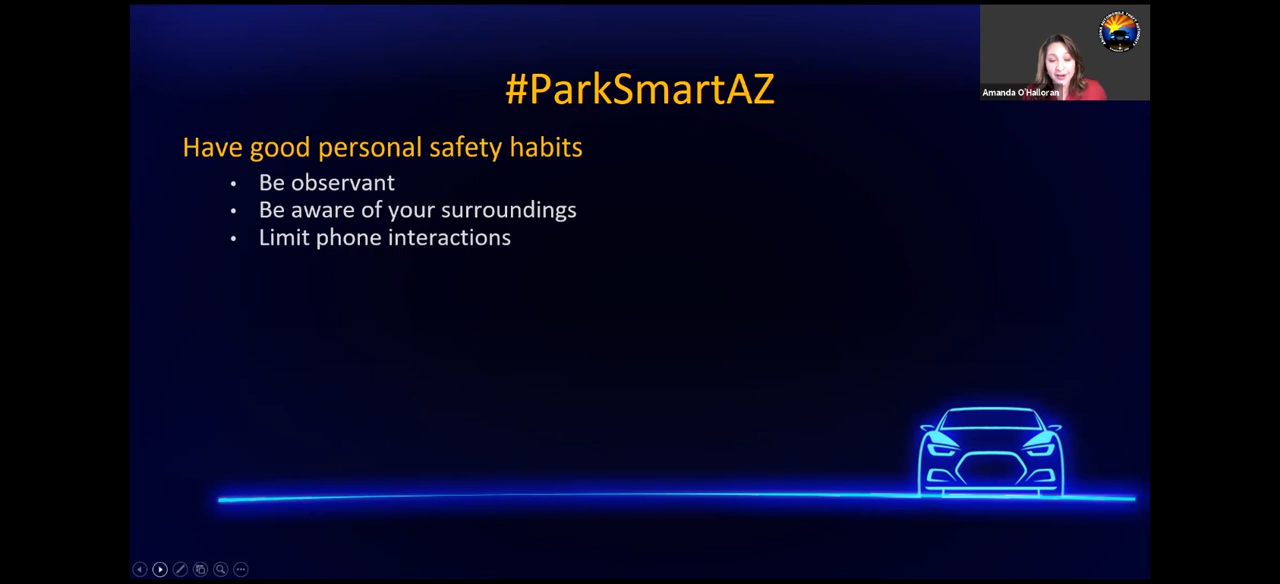 #ParkSmartAZ
Amanda O'Halloran
Have good personal safety habits
• Be observant
• Be aware of your surroundings
• Limit phone interactions